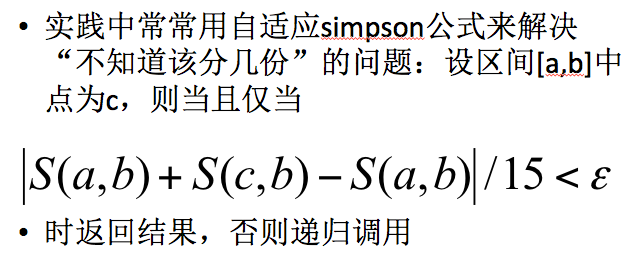 • 实践中常常用自适应simpson公式来解决
“不知道该分几份”的问题：设区间[a,b]中
点为c，则当且仅当
|S(a,b)+S(c,b)−S(a,b)|/15<ε
• 时返回结果，否则递归调用